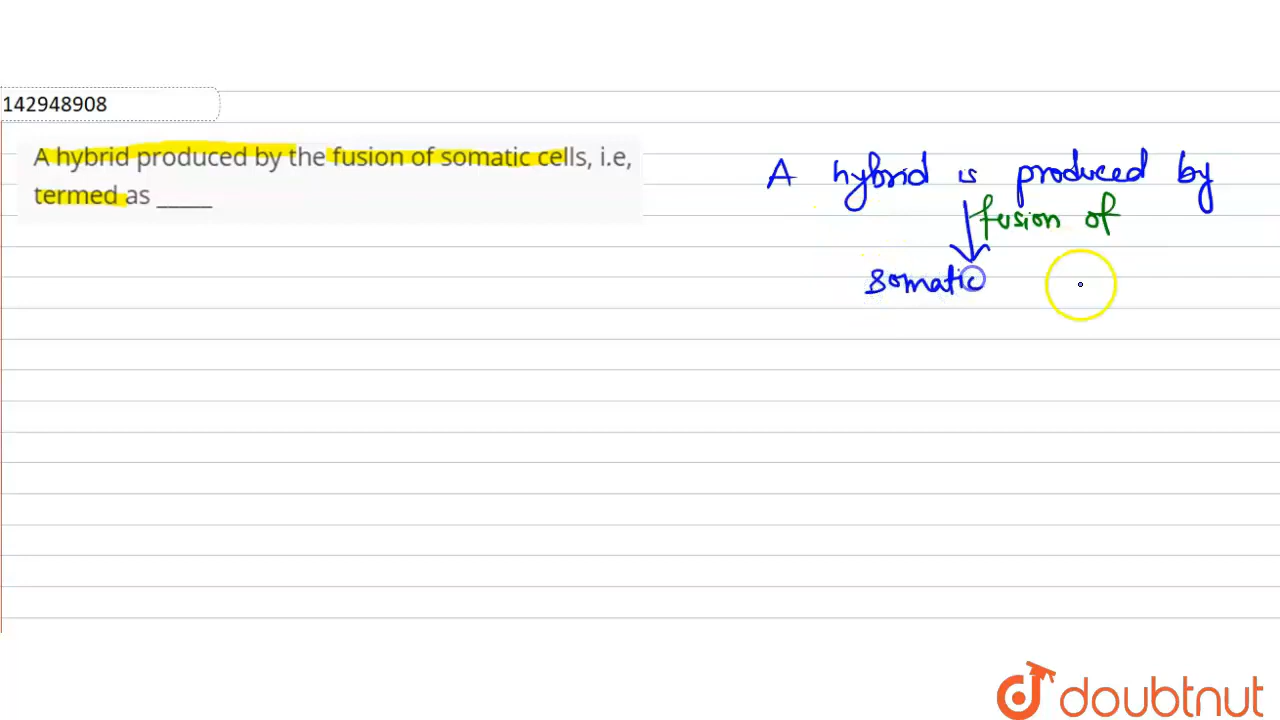 142948908
A hybrid produced by the fusion of somatic cells, i.e,
termed as _____
A hybrid is produced by
fusion of
somatic
doubtnut